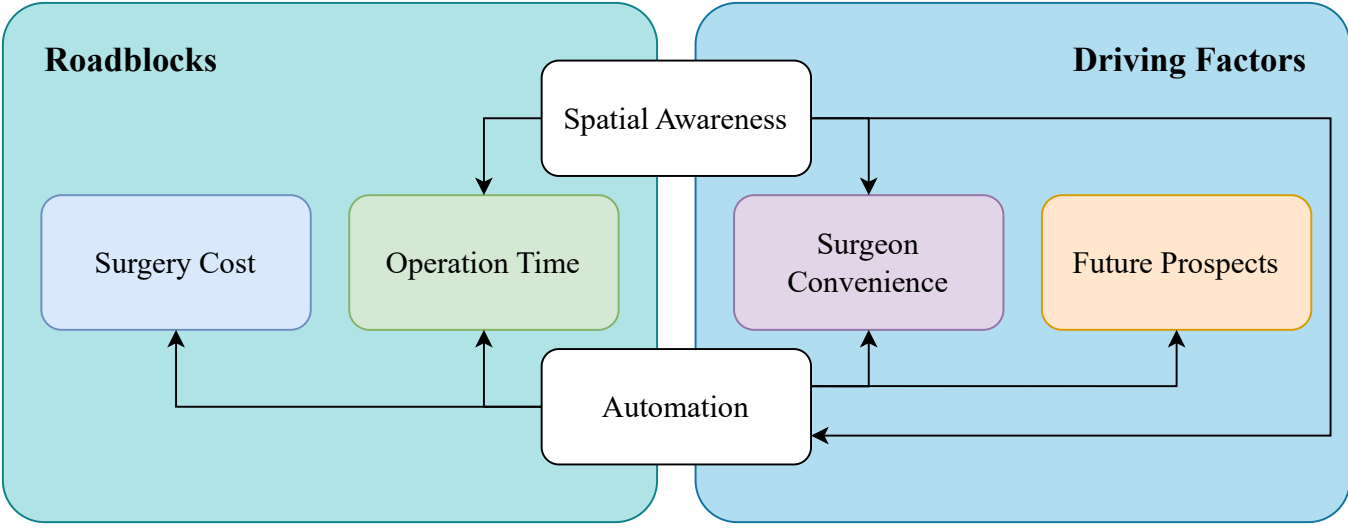 Roadblocks
Driving Factors
Spatial Awareness
Surgery Cost
Operation Time
Surgeon
Convenience
Future Prospects
Automation